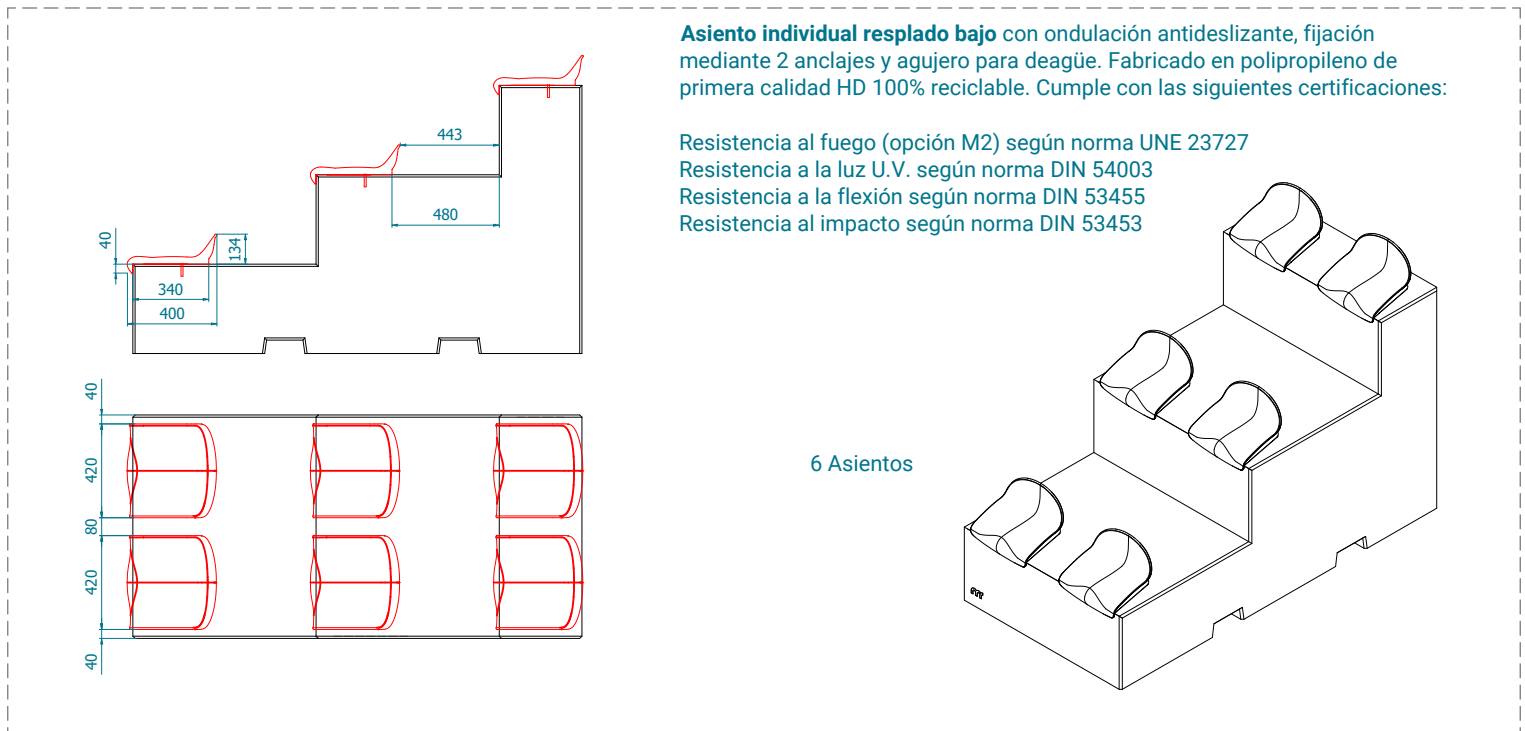 Asiento individual resplado bajo con ondulación antideslizante, fijación
mediante 2 anclajes y agujero para deagüe. Fabricado en polipropileno de
primera calidad HD 100% reciclable. Cumple con las siguientes certificaciones:
Resistencia al fuego (opción M2) según norma UNE 23727
Resistencia a la luz U.V. según norma DIN 54003
Resistencia a la flexión según norma DIN 53455
Resistencia al impacto según norma DIN 53453
443
480
40
134
340
400
40
420
80
420
40
6 Asientos